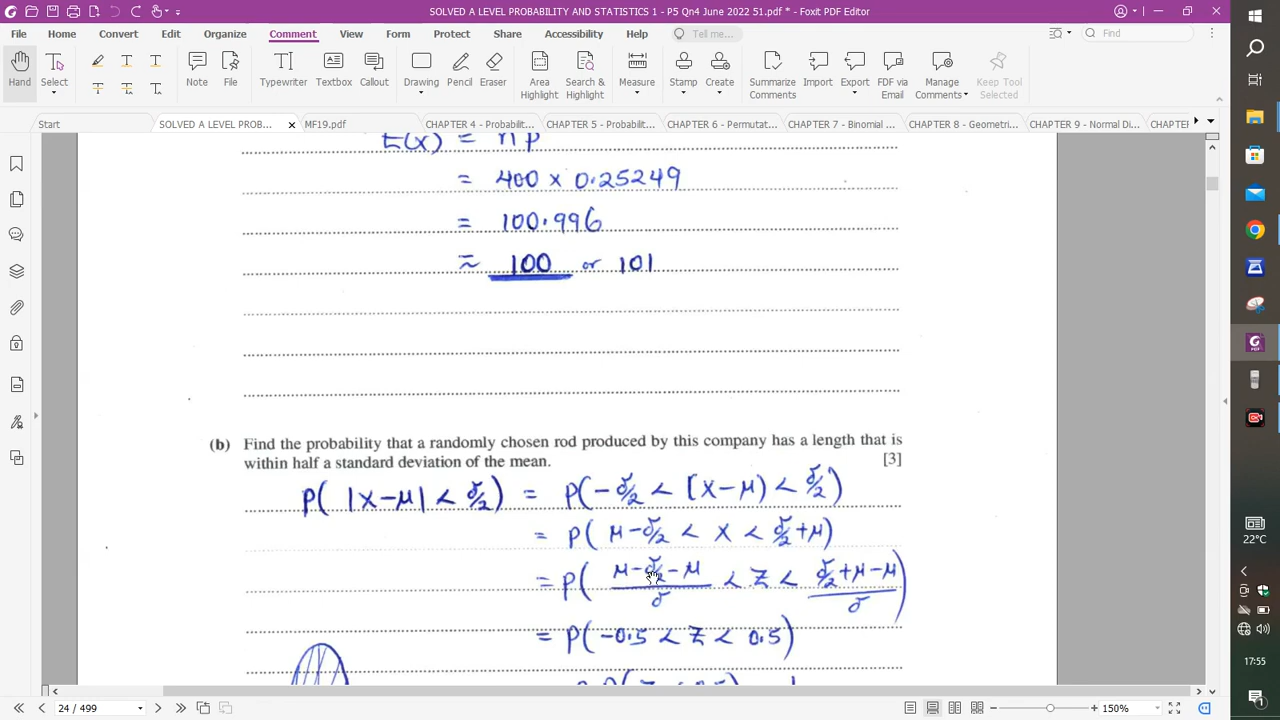 SOLVED A LEVEL PROBABILITY AND STATISTICS 1 - P5 Qn4 June 2022 51.pdf * - Foxit PDF Editor
File Home Convert Edit Organize Comment View Form Protect Share Accessibility Help Tell me... Find
Hand Select Note File Typewriter Textbox Callout Drawing Pencil Eraser Area Highlight Search & Highlight Measure Stamp Create Summarize Comments Import Export FDF via Email Manage Comments Keep Tool Selected
Start SOLVED A LEVEL PROB... MF19.pdf CHAPTER 4 - Probabilit... CHAPTER 5 - Probabilit... CHAPTER 6 - Permutat... CHAPTER 7 - Binomial ... CHAPTER 8 - Geometri... CHAPTER 9 - Normal Di... CHAPTE
E(X) = np
= 400 × 0.25249
= 100.996
≈ 100 or 101
(b) Find the probability that a randomly chosen rod produced by this company has a length that is
within half a standard deviation of the mean. [3]
P( |X-μ| < σ/2 ) = P( -σ/2 < (X-μ) < σ/2 )
= P( μ-σ/2 < X < σ/2+μ )
= P( (μ-σ/2-μ)/σ < Z < (σ/2+μ-μ)/σ )
= P( -0.5 < Z < 0.5 )
22°C
17:55
24 / 499
150%